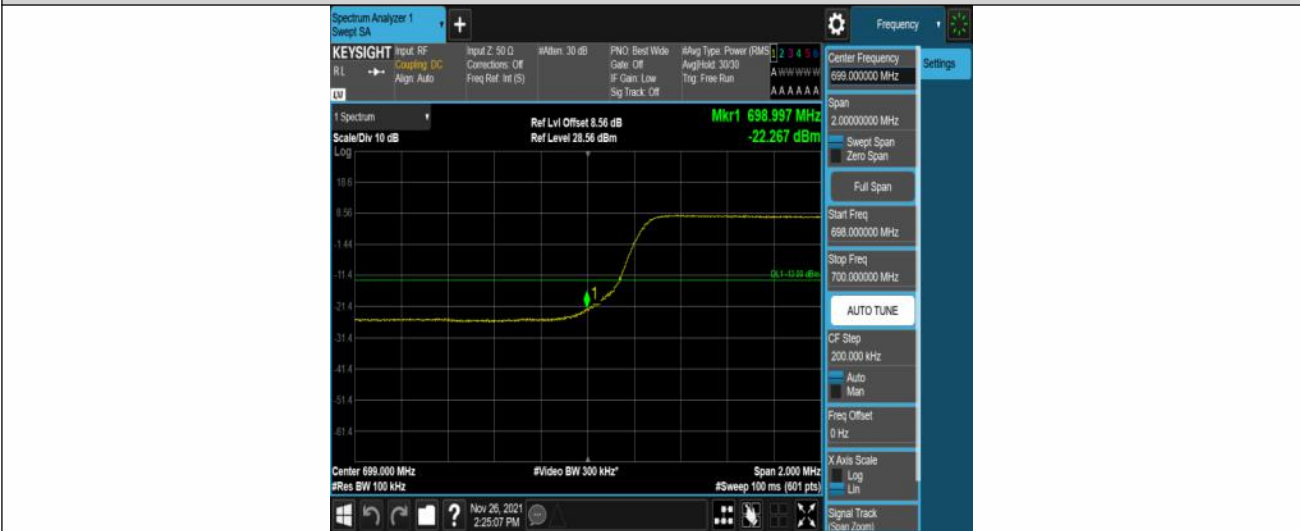 Spectrum Analyzer 1
Swept SA
+
Frequency
KEYSIGHT
RL
LV
Input: RF
Coupling: DC
Align: Auto
Input Z: 50 Ω
Corrections: Off
Freq Ref: Int (S)
#Atten: 30 dB
PNO: Best Wide
Gate: Off
IF Gain: Low
Sig Track: Off
#Avg Type: Power (RMS
Avg|Hold: 30/30
Trig: Free Run
1 2 3 4 5 6
A W W W W W
A A A A A A
Center Frequency
699.000000 MHz
Settings
Span
2.00000000 MHz
Swept Span
Zero Span
Full Span
Start Freq
698.000000 MHz
Stop Freq
700.000000 MHz
AUTO TUNE
CF Step
200.000 kHz
Auto
Man
Freq Offset
0 Hz
X Axis Scale
Log
Lin
Signal Track
(Span Zoom)
1 Spectrum
Scale/Div 10 dB
Log
Ref Lvl Offset 8.56 dB
Ref Level 28.56 dBm
Mkr1 698.997 MHz
-22.267 dBm
18.6
8.56
-1.44
-11.4
DL1 -13.00 dBm
-21.4
1
-31.4
-41.4
-51.4
-61.4
Center 699.000 MHz
#Res BW 100 kHz
#Video BW 300 kHz*
Span 2.000 MHz
#Sweep 100 ms (601 pts)
?
Nov 26, 2021
2:25:07 PM